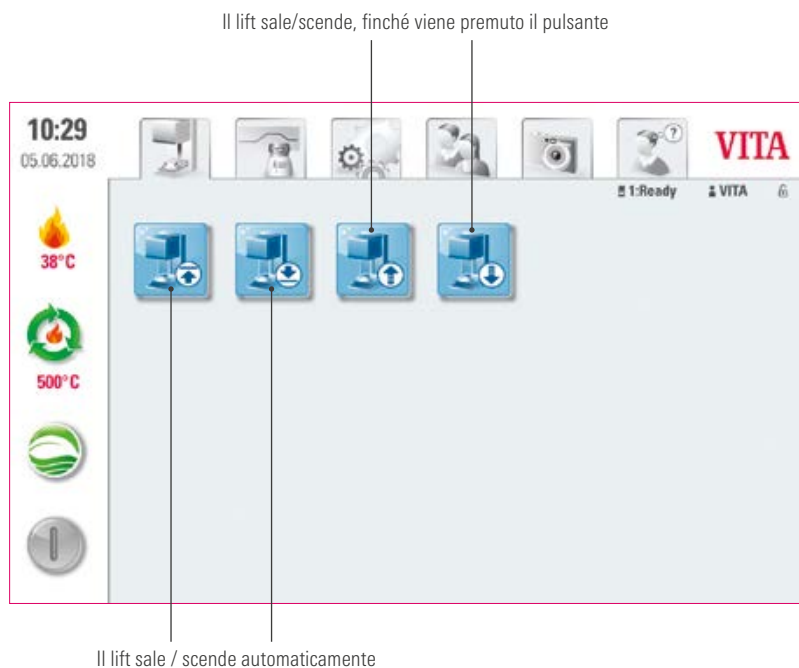 Il lift sale/scende, finché viene premuto il pulsante
10:29
05.06.2018
?
VITA
1:Ready
VITA
38°C
500°C
Il lift sale / scende automaticamente